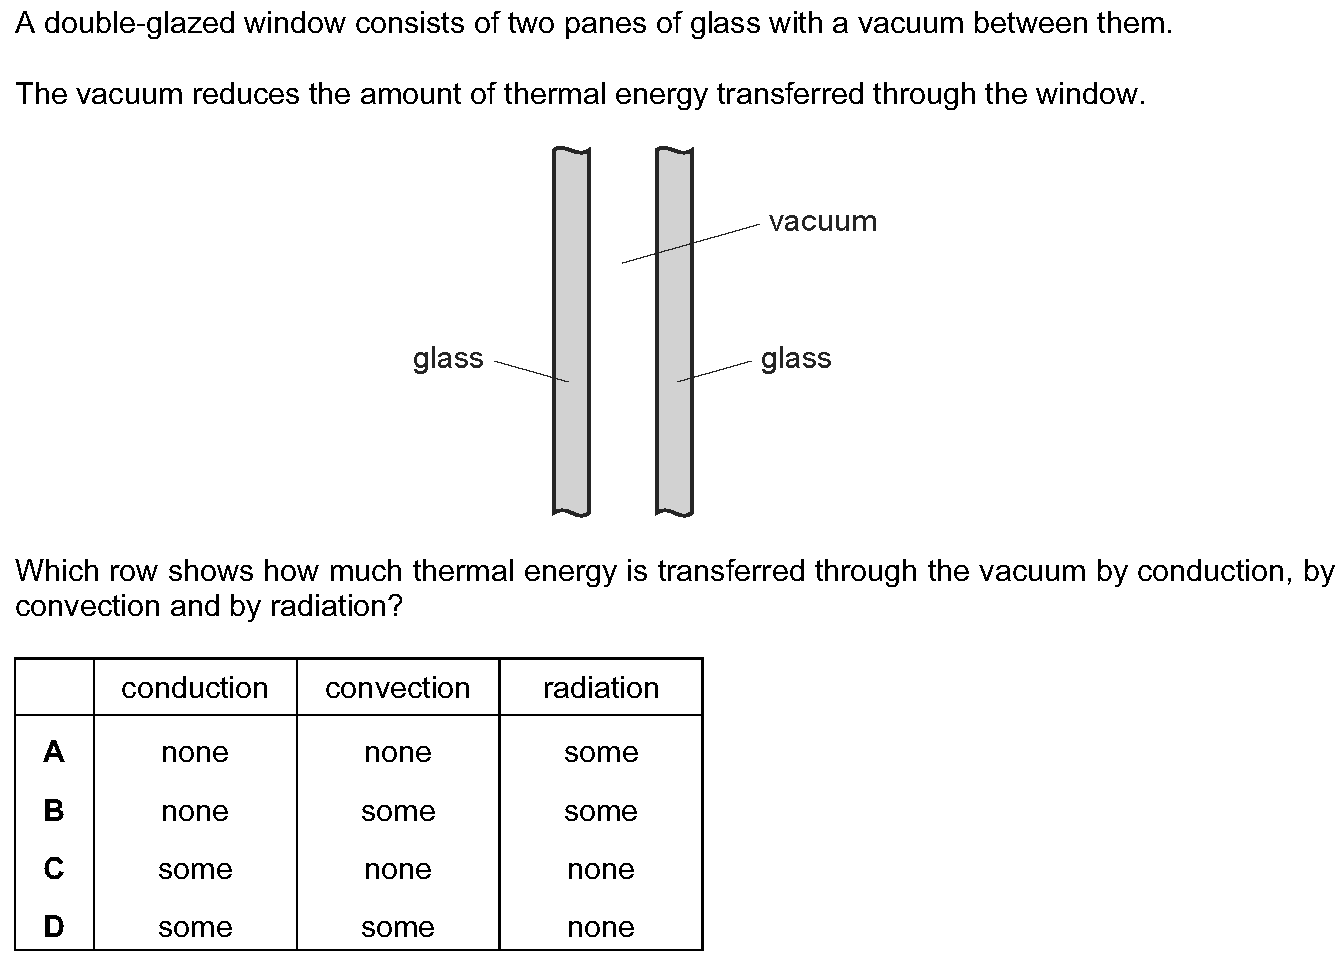 A double-glazed window consists of two panes of glass with a vacuum between them.
The vacuum reduces the amount of thermal energy transferred through the window.
vacuum
glass glass
Which row shows how much thermal energy is transferred through the vacuum by conduction, by
convection and by radiation?
conduction convection radiation
A none none some
B none some some
C some none none
D some some none